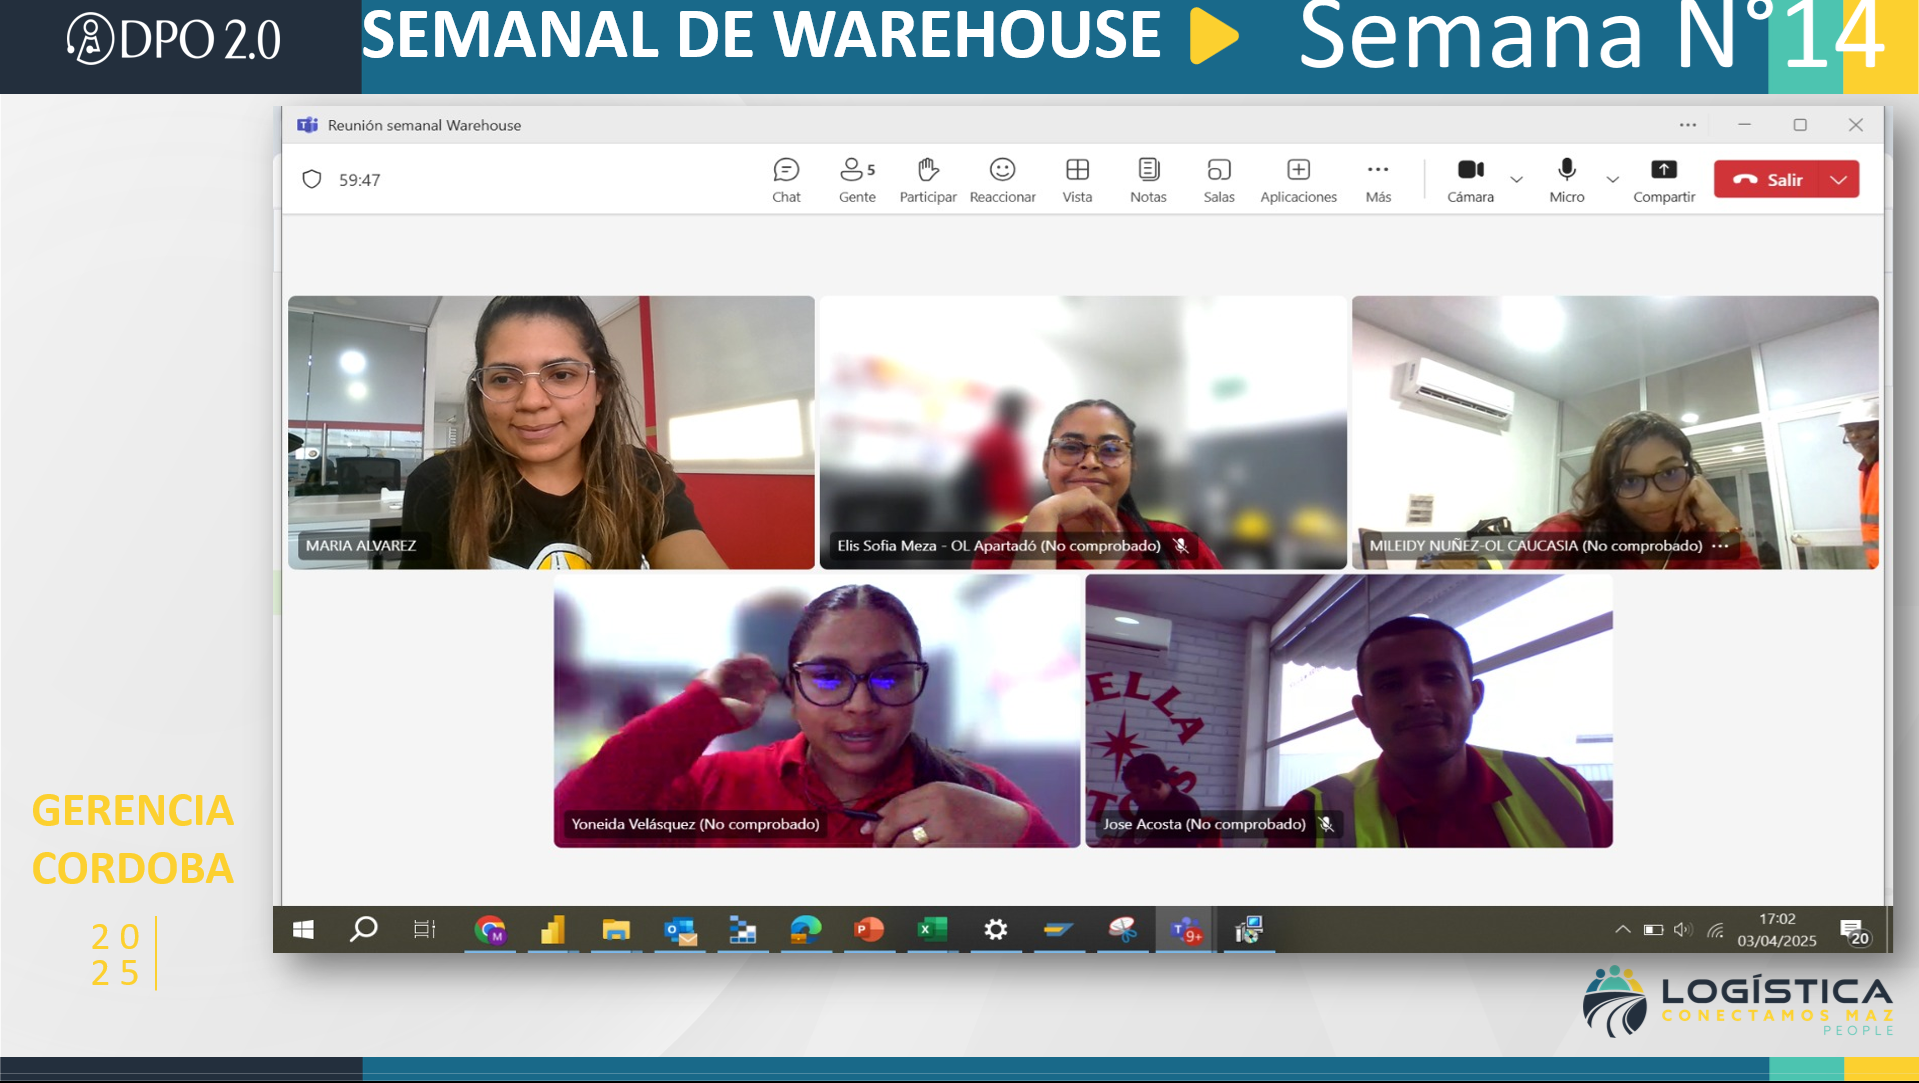 DPO 2.0
SEMANAL DE WAREHOUSE
Semana N°14
Reunión semanal Warehouse
59:47
5
Chat
Gente
Participar
Reaccionar
Vista
Notas
Salas
Aplicaciones
Más
Cámara
Micro
Compartir
Salir
MARIA ALVAREZ
Elis Sofia Meza - OL Apartadó (No comprobado)
MILEIDY NUÑEZ-OL CAUCASIA (No comprobado)
ELLA
TO
Yoneida Velásquez (No comprobado)
Jose Acosta (No comprobado)
GERENCIA
CORDOBA
20
25
M
9+
17:02
03/04/2025
20
LOGÍSTICA
CONECTAMOS MAZ
PEOPLE